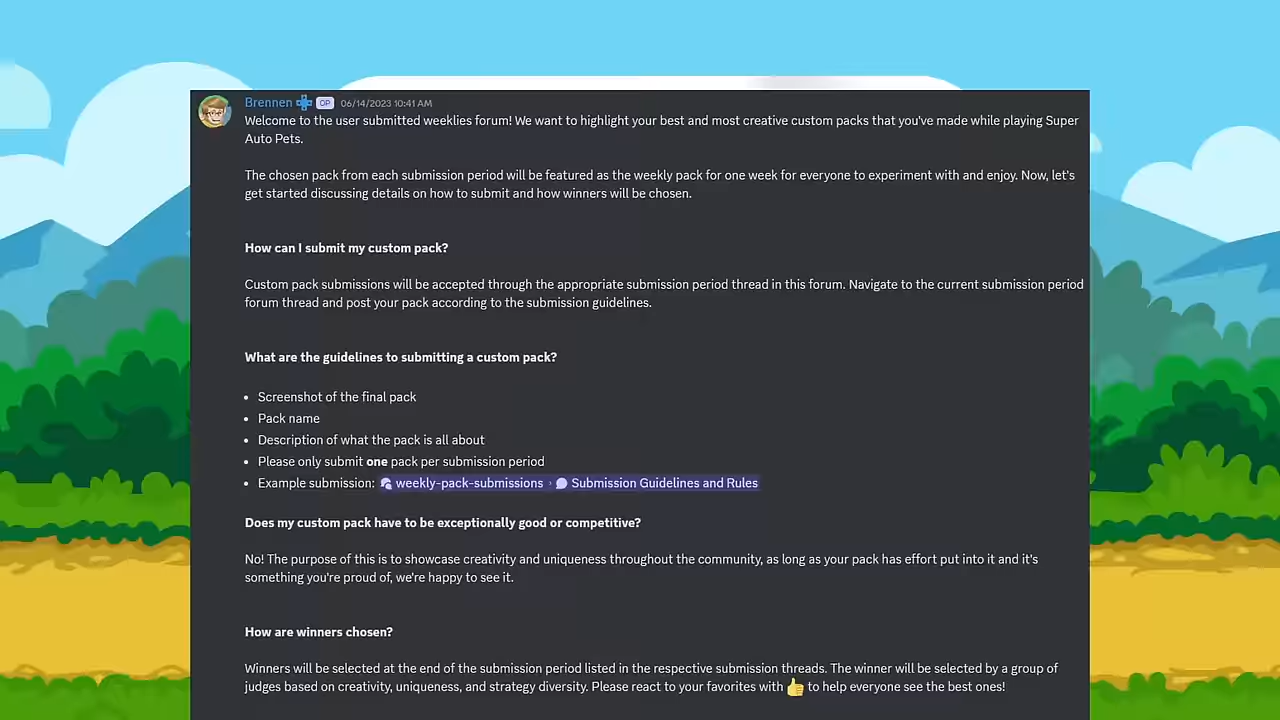 Brennen OP 06/14/2023 10:41 AM
Welcome to the user submitted weeklies forum! We want to highlight your best and most creative custom packs that you've made while playing Super
Auto Pets.
The chosen pack from each submission period will be featured as the weekly pack for one week for everyone to experiment with and enjoy. Now, let's
get started discussing details on how to submit and how winners will be chosen.
How can I submit my custom pack?
Custom pack submissions will be accepted through the appropriate submission period thread in this forum. Navigate to the current submission period
forum thread and post your pack according to the submission guidelines.
What are the guidelines to submitting a custom pack?
• Screenshot of the final pack
• Pack name
• Description of what the pack is all about
• Please only submit one pack per submission period
• Example submission: weekly-pack-submissions › Submission Guidelines and Rules
Does my custom pack have to be exceptionally good or competitive?
No! The purpose of this is to showcase creativity and uniqueness throughout the community, as long as your pack has effort put into it and it's
something you're proud of, we're happy to see it.
How are winners chosen?
Winners will be selected at the end of the submission period listed in the respective submission threads. The winner will be selected by a group of
judges based on creativity, uniqueness, and strategy diversity. Please react to your favorites with 👍 to help everyone see the best ones!